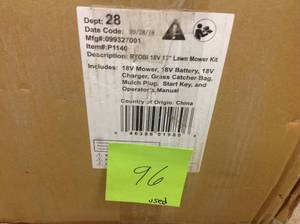 Dept: 28
Date Code:
Mfg#:099327001
Item#:P1140
Description: RYOBI 18V 13" Lawn Mower Kit
Includes: 18V Mower, 18V Battery, 18V
Charger, Grass Catcher Bag,
Mulch Plug, Start Key, and
Operator's Manual
Country of Origin: China
96
used